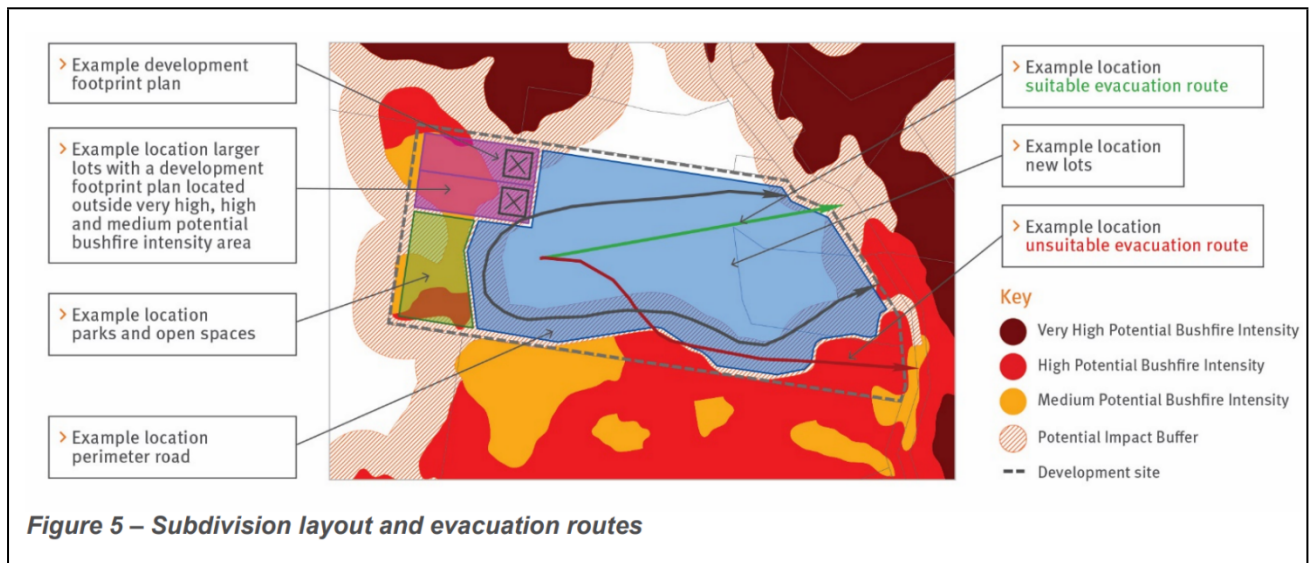 > Example development
footprint plan
> Example location larger
lots with a development
footprint plan located
outside very high, high
and medium potential
bushfire intensity area
> Example location
parks and open spaces
> Example location
perimeter road
> Example location
suitable evacuation route
> Example location
new lots
> Example location
unsuitable evacuation route
Key
Very High Potential Bushfire Intensity
High Potential Bushfire Intensity
Medium Potential Bushfire Intensity
Potential Impact Buffer
Development site
Figure 5 – Subdivision layout and evacuation routes